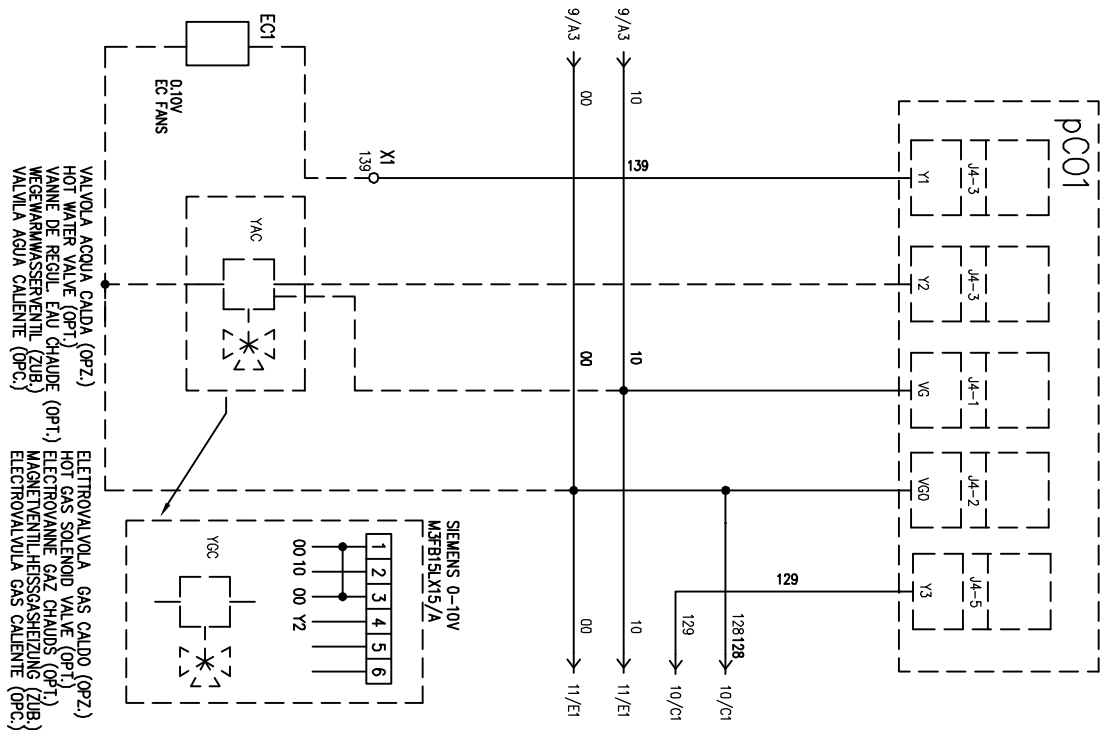 pCO1
J4-3
Y1
J4-3
Y2
J4-1
VG
J4-2
VG0
J4-5
Y3
9/A3
9/A3
10
00
139
X1
139
EC1
0.10V
EC FANS
YAC
10
00
129
129
128
128
10
00
11/E1
11/E1
10/C1
10/C1
VALVOLA ACQUA CALDA (OPZ.)
HOT WATER VALVE (OPT.)
VANNE DE REGUL. EAU CHAUDE (OPT.)
WEGEWARMWASSERVENTIL (ZUB.)
VALVILA AGUA CALIENTE (OPC.)
SIEMENS 0-10V
M3FB15LX15/A
1 2 3 4 5 6
00 10 00 Y2
YGC
ELETTROVALVOLA GAS CALDO (OPZ.)
HOT GAS SOLENOID VALVE (OPT.)
ELECTROVANNE GAZ CHAUDS (OPT.)
MAGNETVENTIL.HEISSGASHEIZUNG (ZUB.)
ELECTROVALVULA GAS CALIENTE (OPC.)